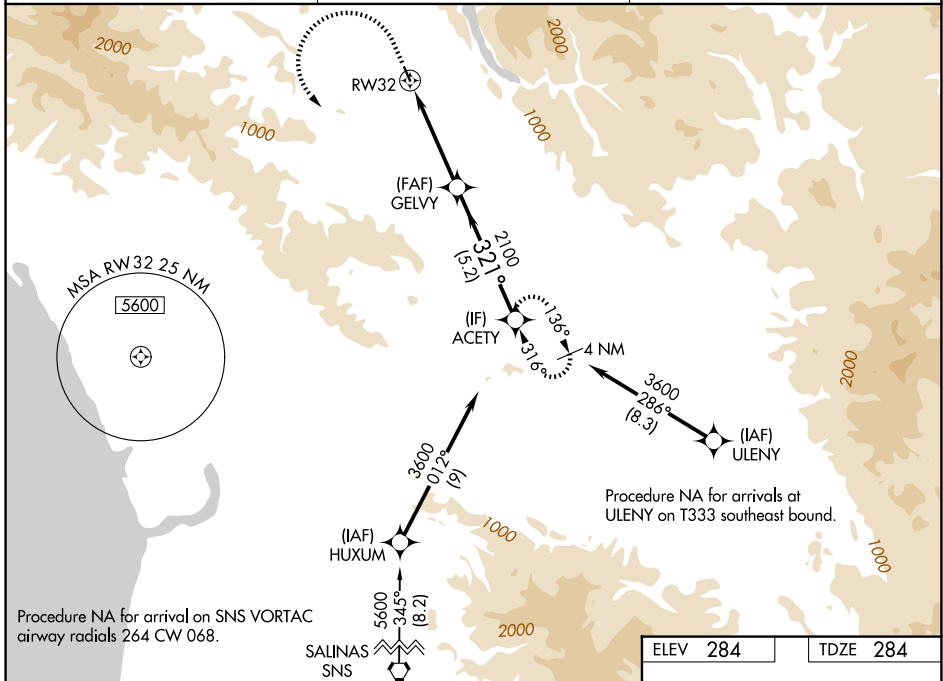 2000
2000
RW32
1000
1000
(FAF)
GELVY
2100
321°
(5.2)
MSA RW32 25 NM
5600
(IF)
ACETY
136°
316°
4 NM
2000
3600
286°
(8.3)
(IAF)
ULENY
3600
012°
(9)
Procedure NA for arrivals at
ULENY on T333 southeast bound.
1000
1000
(IAF)
HUXUM
5600
345°
(8.2)
Procedure NA for arrival on SNS VORTAC
airway radials 264 CW 068.
2000
SALINAS
SNS
ELEV 284
TDZE 284